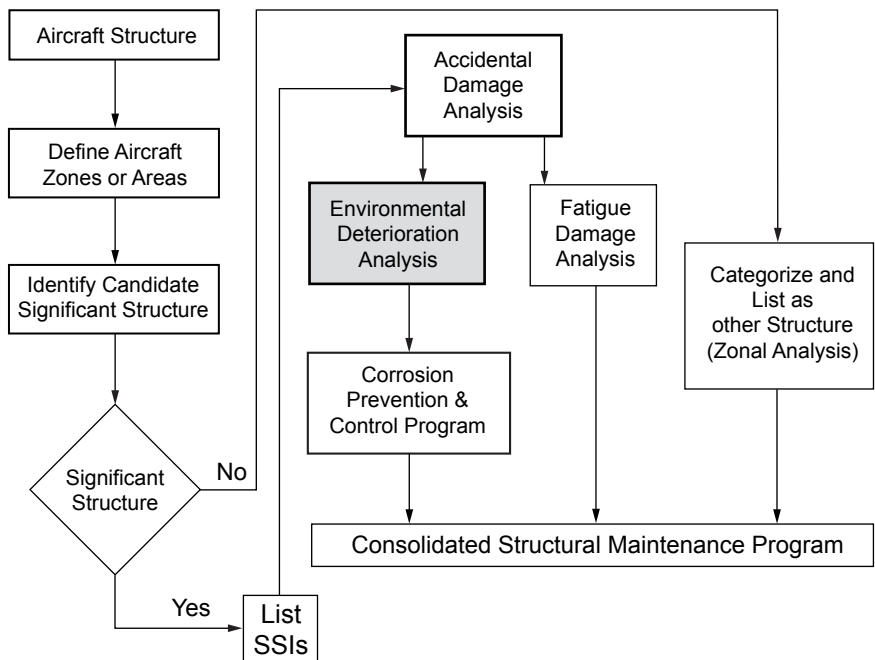 Aircraft Structure
Define Aircraft
Zones or Areas
Identify Candidate
Significant Structure
Significant
Structure
No
Yes
List
SSIs
Accidental
Damage
Analysis
Environmental
Deterioration
Analysis
Fatigue
Damage
Analysis
Corrosion
Prevention &
Control Program
Categorize and
List as
other Structure
(Zonal Analysis)
Consolidated Structural Maintenance Program